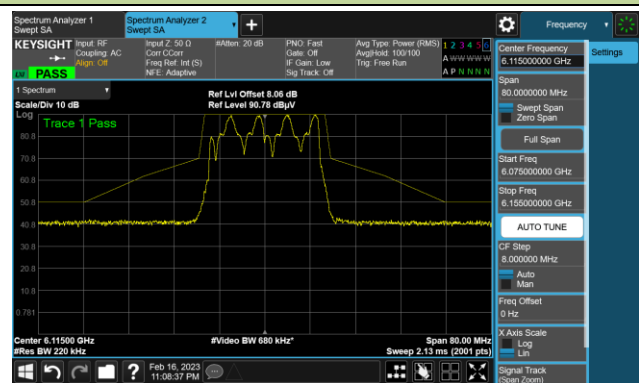 Spectrum Analyzer 1
Swept SA
Spectrum Analyzer 2
Swept SA
Frequency
KEYSIGHT
Input: RF
Coupling: AC
Align: Off
Input Z: 50 Ω
Corr CCorr
Freq Ref: Int (S)
NFE: Adaptive
#Atten: 20 dB
PNO: Fast
Gate: Off
IF Gain: Low
Sig Track: Off
Avg Type: Power (RMS)
Avg|Hold: 100/100
Trig: Free Run
1 2 3 4 5 6
A W W W W W
A P N N N N
PASS
1 Spectrum
Scale/Div 10 dB
Ref Lvl Offset 8.06 dB
Ref Level 90.78 dBµV
Log
Trace 1 Pass
80.8
70.8
60.8
50.8
40.8
30.8
20.8
10.8
0.781
Center 6.11500 GHz
#Res BW 220 kHz
#Video BW 680 kHz*
Span 80.00 MHz
Sweep 2.13 ms (2001 pts)
Feb 16, 2023
11:08:37 PM
Center Frequency
6.115000000 GHz
Settings
Span
80.0000000 MHz
Swept Span
Zero Span
Full Span
Start Freq
6.075000000 GHz
Stop Freq
6.155000000 GHz
AUTO TUNE
CF Step
8.000000 MHz
Auto
Man
Freq Offset
0 Hz
X Axis Scale
Log
Lin
Signal Track
(Span Zoom)